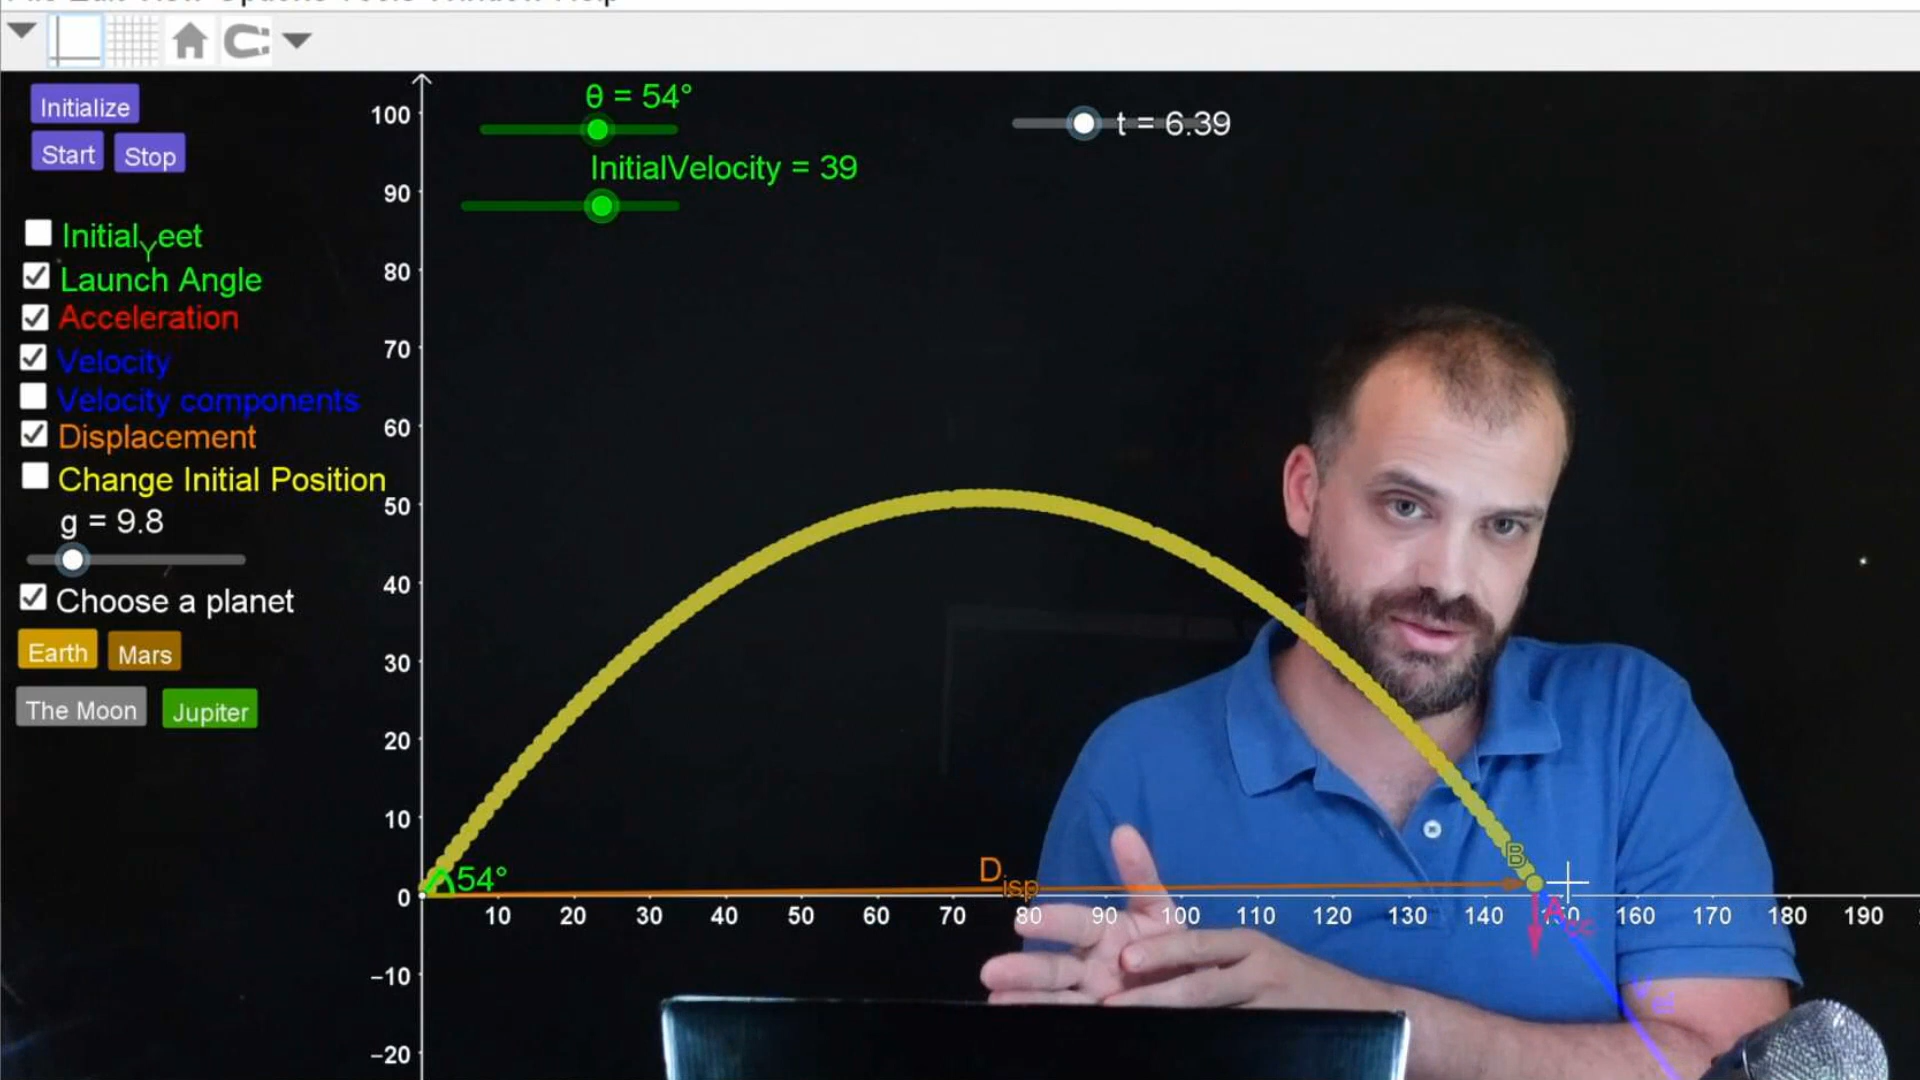 Initialize
Start Stop
θ = 54°
InitialVelocity = 39
t = 6.39
InitialYeet
Launch Angle
Acceleration
Velocity
Velocity components
Displacement
Change Initial Position
g = 9.8
Choose a planet
Earth Mars
The Moon Jupiter
100
90
80
70
60
50
40
30
20
10
0
-10
-20
54°
Disp
B
10 20 30 40 50 60 70 80 90 100 110 120 130 140 150 160 170 180 190
Acc